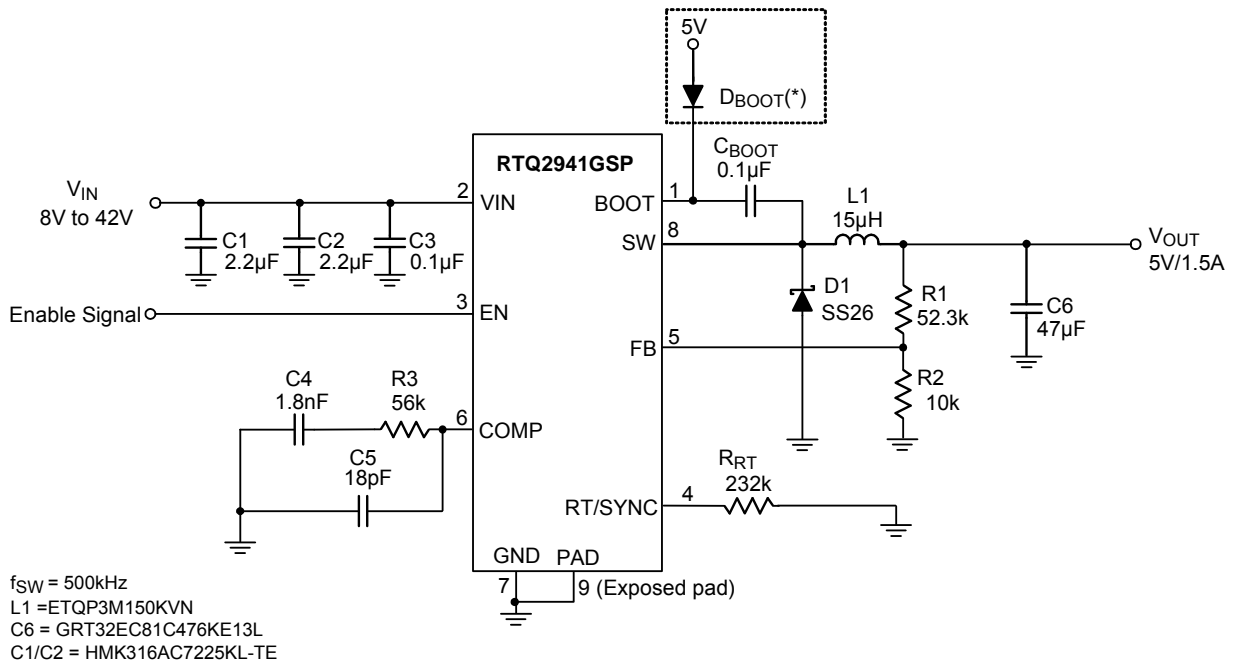 5V
DBOOT(*)
RTQ2941GSP
CBOOT
0.1µF
VIN
8V to 42V
2
VIN
BOOT
1
L1
15µH
SW
8
VOUT
5V/1.5A
C1
2.2µF
C2
2.2µF
C3
0.1µF
D1
SS26
R1
52.3k
C6
47µF
Enable Signal
3
EN
FB
5
R2
10k
C4
1.8nF
R3
56k
6
COMP
C5
18pF
RRT
232k
RT/SYNC
4
GND
PAD
7
9 (Exposed pad)
fSW = 500kHz
L1 =ETQP3M150KVN
C6 = GRT32EC81C476KE13L
C1/C2 = HMK316AC7225KL-TE